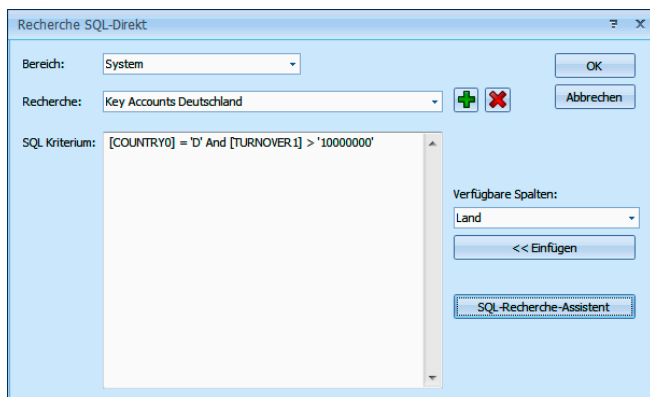 Recherche SQL-Direkt
Bereich: System
OK
Recherche: Key Accounts Deutschland
Abbrechen
SQL Kriterium: [COUNTRY0] = 'D' And [TURNOVER1] > '10000000'
Verfügbare Spalten:
Land
<< Einfügen
SQL-Recherche-Assistent